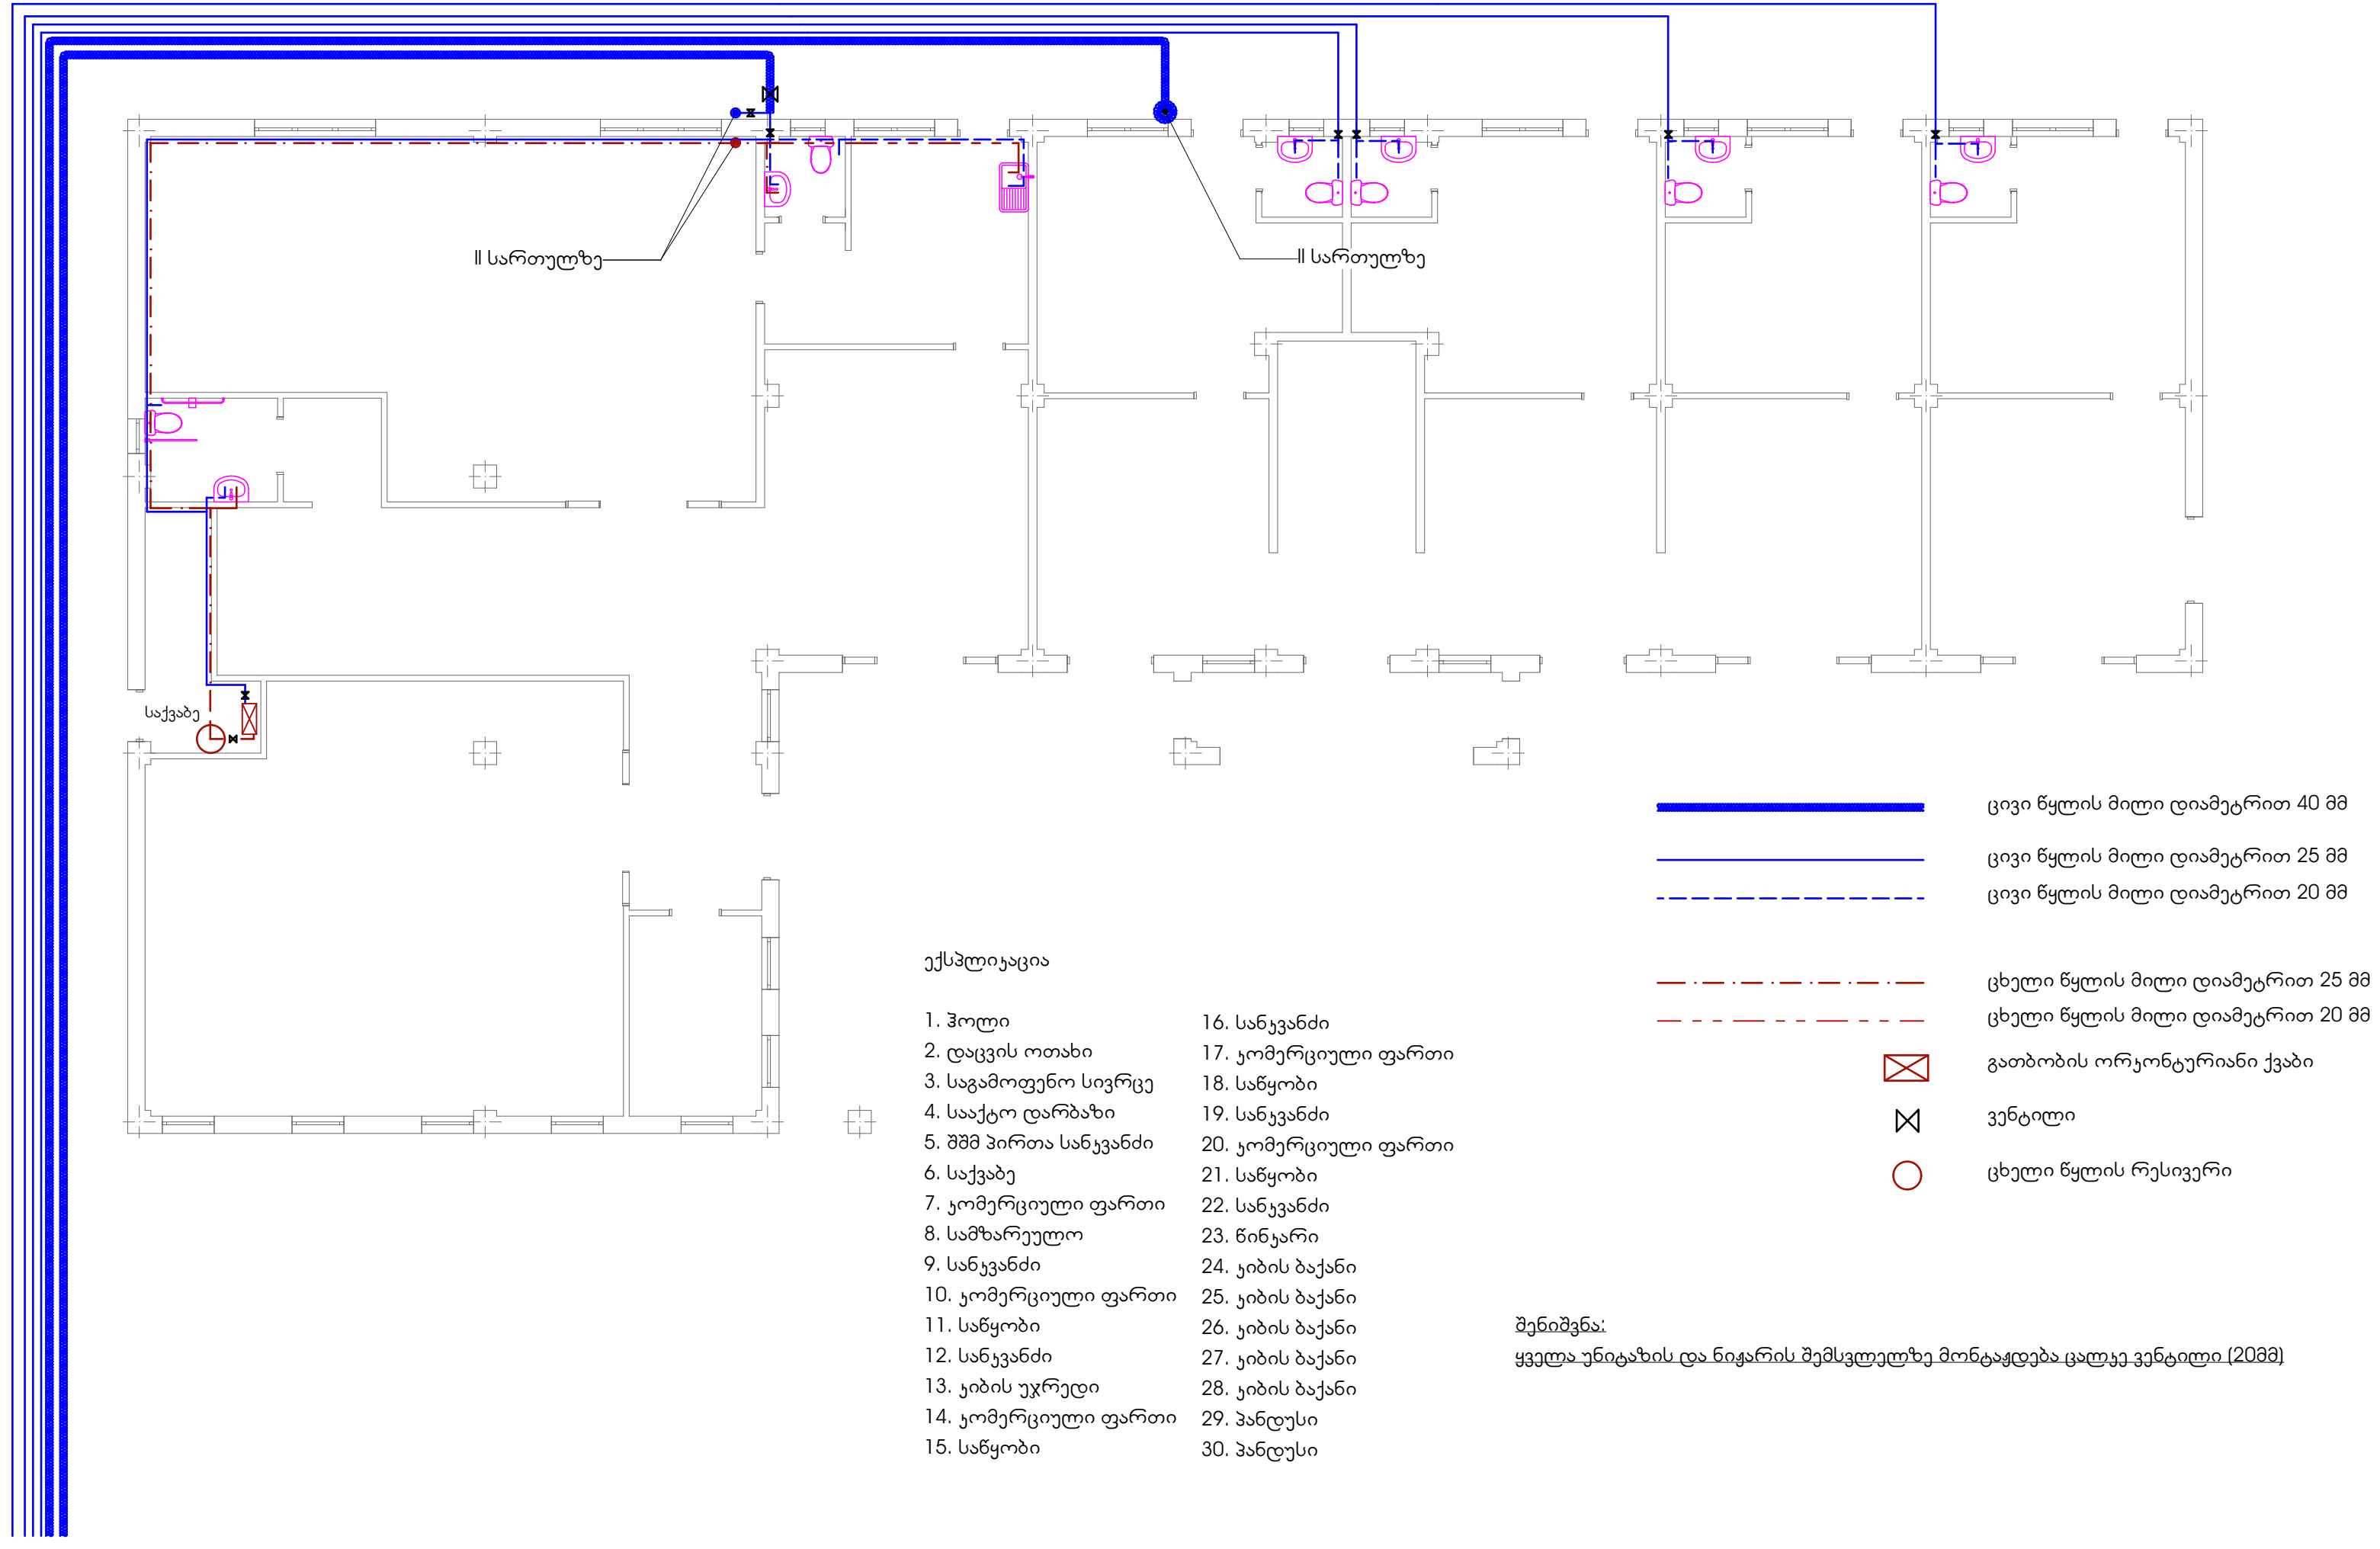 II სართულზე
II სართულზე
საქვაბე
ცივი წყლის მილი დიამეტრით 40 მმ
ცივი წყლის მილი დიამეტრით 25 მმ
ცივი წყლის მილი დიამეტრით 20 მმ
ცხელი წყლის მილი დიამეტრით 25 მმ
ცხელი წყლის მილი დიამეტრით 20 მმ
გათბობის ორკონტურიანი ქვაბი
ვენტილი
ცხელი წყლის რესივერი
ექსპლიკაცია
1. ჰოლი
2. დაცვის ოთახი
3. საგამოფენო სივრცე
4. სააქტო დარბაზი
5. შშმ პირთა სანკვანძი
6. საქვაბე
7. კომერციული ფართი
8. სამზარეულო
9. სანკვანძი
10. კომერციული ფართი
11. საწყობი
12. სანკვანძი
13. კიბის უჯრედი
14. კომერციული ფართი
15. საწყობი
16. სანკვანძი
17. კომერციული ფართი
18. საწყობი
19. სანკვანძი
20. კომერციული ფართი
21. საწყობი
22. სანკვანძი
23. წინკარი
24. კიბის ბაქანი
25. კიბის ბაქანი
26. კიბის ბაქანი
27. კიბის ბაქანი
28. კიბის ბაქანი
29. პანდუსი
30. პანდუსი
შენიშვნა:
ყველა უნიტაზის და ნიჟარის შემსვლელზე მონტაჟდება ცალკე ვენტილი (20მმ)